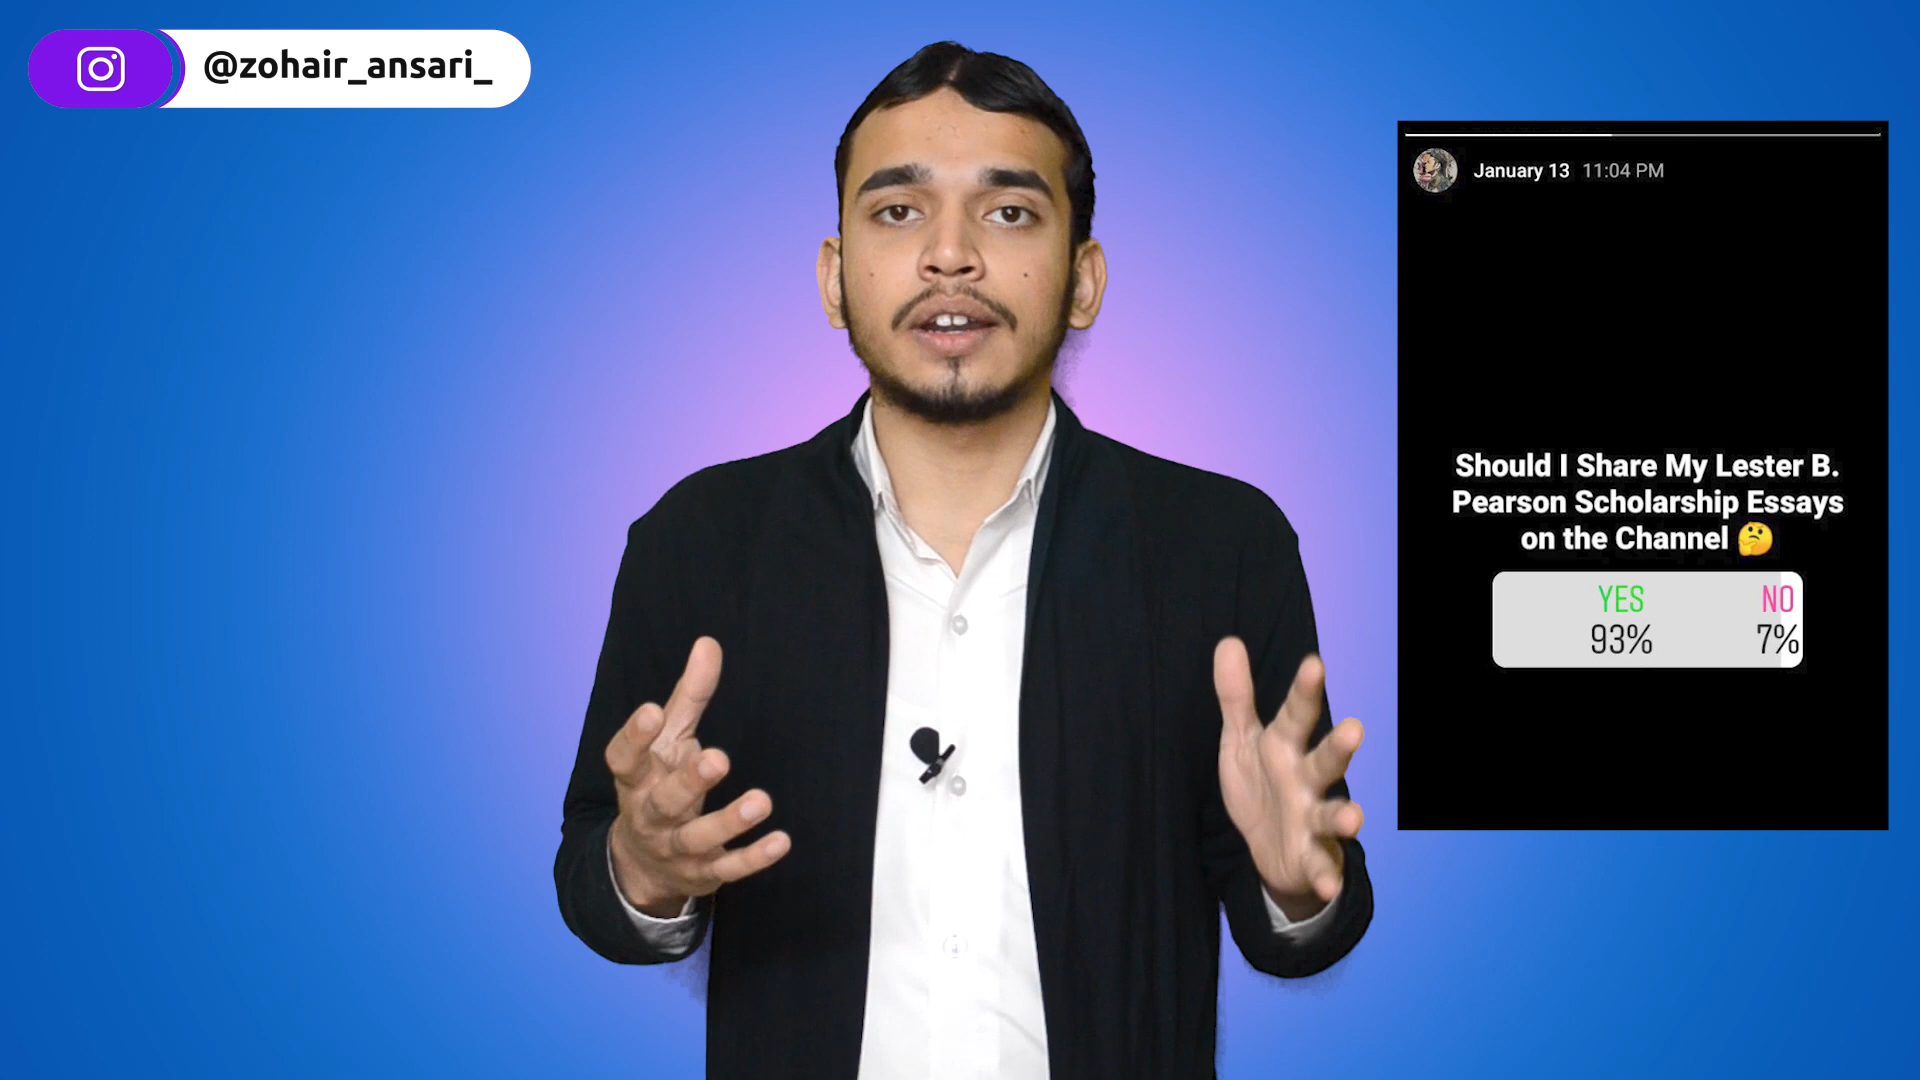 @zohair_ansari_
January 13 11:04 PM
Should I Share My Lester B.
Pearson Scholarship Essays
on the Channel 🤔
YES NO
93% 7%